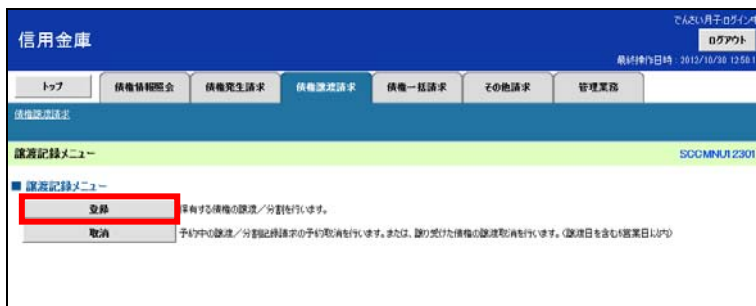 でんさい月子ログイン中
信用金庫
ログアウト
最終操作日時：2012/10/30 12:50:1
トップ 債権情報照会 債権発生請求 債権譲渡請求 債権一括請求 その他請求 管理業務
債権譲渡請求
譲渡記録メニュー SCCMNU12301
■ 譲渡記録メニュー
登録 保有する債権の譲渡／分割を行います。
取消 予約中の譲渡／分割記録請求の予約取消を行います。または、譲り受けた債権の譲渡取消を行います。（譲渡日を含む5営業日以内）